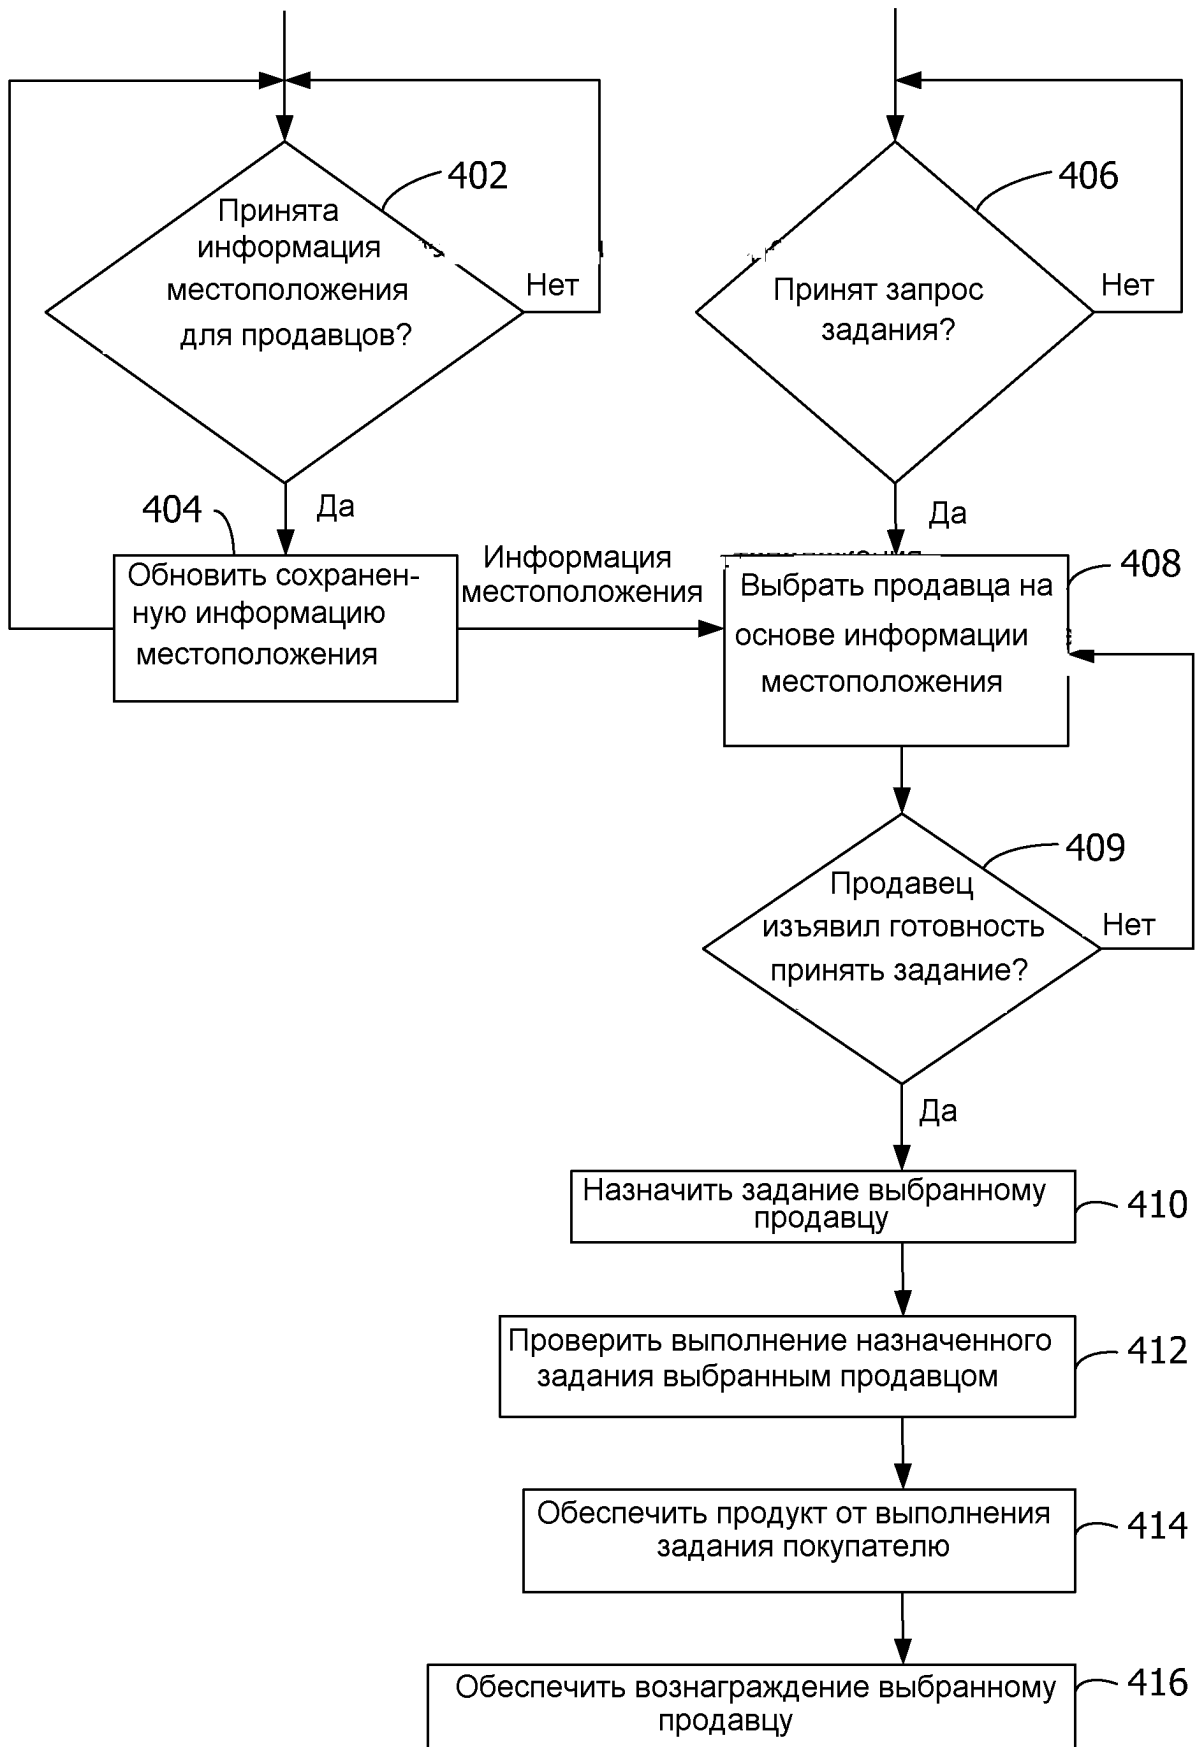 402
Принята
информация
местоположения
для продавцов?
Нет
Да
404
Обновить сохранен-
ную информацию
местоположения
Информация
местоположения
406
Принят запрос
задания?
Нет
Да
408
Выбрать продавца на
основе информации
местоположения
409
Продавец
изъявил готовность
принять задание?
Нет
Да
Назначить задание выбранному
продавцу
410
Проверить выполнение назначенного
задания выбранным продавцом
412
Обеспечить продукт от выполнения
задания покупателю
414
Обеспечить вознаграждение выбранному
продавцу
416